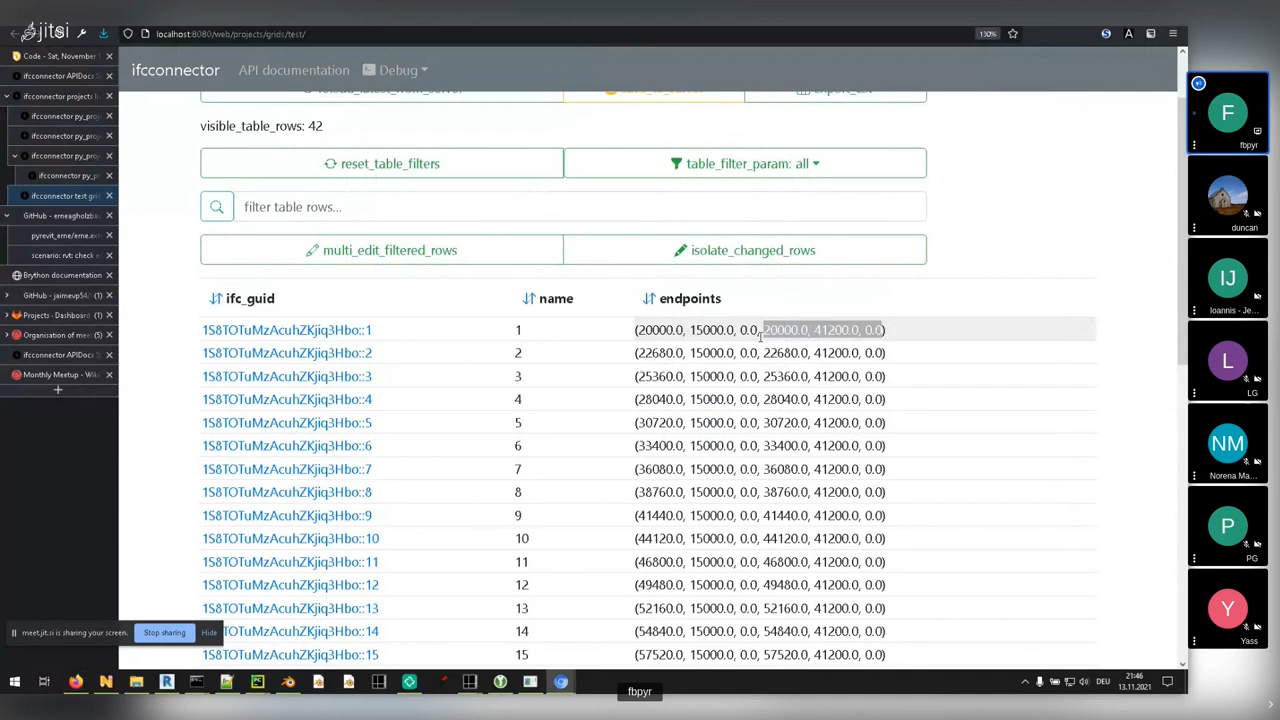 jitsi
localhost:8080/web/projects/grids/test/
130%
Code - Sat, November
ifcconnector APIDocs
ifcconnector projects li
ifcconnector py_proj
ifcconnector py_proj
ifcconnector py_proj
ifcconnector py_
ifcconnector test gri
GitHub - erneagholzba
pyrevit_erne/erne.ex
scenario: rvt: check
Brython documentation
GitHub - jaimevp54/ (1)
Projects · Dashboard
Organisation of me (1)
ifcconnector APIDocs
Monthly Meetup - Wik
ifcconnector
API documentation
Debug
visible_table_rows: 42
reset_table_filters
table_filter_param: all
filter table rows...
multi_edit_filtered_rows
isolate_changed_rows
ifc_guid name endpoints
1S8TOTuMzAcuhZKjiq3Hbo::1 1 (20000.0, 15000.0, 0.0, 20000.0, 41200.0, 0.0)
1S8TOTuMzAcuhZKjiq3Hbo::2 2 (22680.0, 15000.0, 0.0, 22680.0, 41200.0, 0.0)
1S8TOTuMzAcuhZKjiq3Hbo::3 3 (25360.0, 15000.0, 0.0, 25360.0, 41200.0, 0.0)
1S8TOTuMzAcuhZKjiq3Hbo::4 4 (28040.0, 15000.0, 0.0, 28040.0, 41200.0, 0.0)
1S8TOTuMzAcuhZKjiq3Hbo::5 5 (30720.0, 15000.0, 0.0, 30720.0, 41200.0, 0.0)
1S8TOTuMzAcuhZKjiq3Hbo::6 6 (33400.0, 15000.0, 0.0, 33400.0, 41200.0, 0.0)
1S8TOTuMzAcuhZKjiq3Hbo::7 7 (36080.0, 15000.0, 0.0, 36080.0, 41200.0, 0.0)
1S8TOTuMzAcuhZKjiq3Hbo::8 8 (38760.0, 15000.0, 0.0, 38760.0, 41200.0, 0.0)
1S8TOTuMzAcuhZKjiq3Hbo::9 9 (41440.0, 15000.0, 0.0, 41440.0, 41200.0, 0.0)
1S8TOTuMzAcuhZKjiq3Hbo::10 10 (44120.0, 15000.0, 0.0, 44120.0, 41200.0, 0.0)
1S8TOTuMzAcuhZKjiq3Hbo::11 11 (46800.0, 15000.0, 0.0, 46800.0, 41200.0, 0.0)
1S8TOTuMzAcuhZKjiq3Hbo::12 12 (49480.0, 15000.0, 0.0, 49480.0, 41200.0, 0.0)
1S8TOTuMzAcuhZKjiq3Hbo::13 13 (52160.0, 15000.0, 0.0, 52160.0, 41200.0, 0.0)
1S8TOTuMzAcuhZKjiq3Hbo::14 14 (54840.0, 15000.0, 0.0, 54840.0, 41200.0, 0.0)
1S8TOTuMzAcuhZKjiq3Hbo::15 15 (57520.0, 15000.0, 0.0, 57520.0, 41200.0, 0.0)
meet.jit.si is sharing your screen.
Stop sharing
Hide
DEU
21:46
13.11.2021
fbpyr
F
fbpyr
duncan
IJ
Ioannis - Je...
L
LG
NM
Norena Ma...
P
PG
Y
Yass